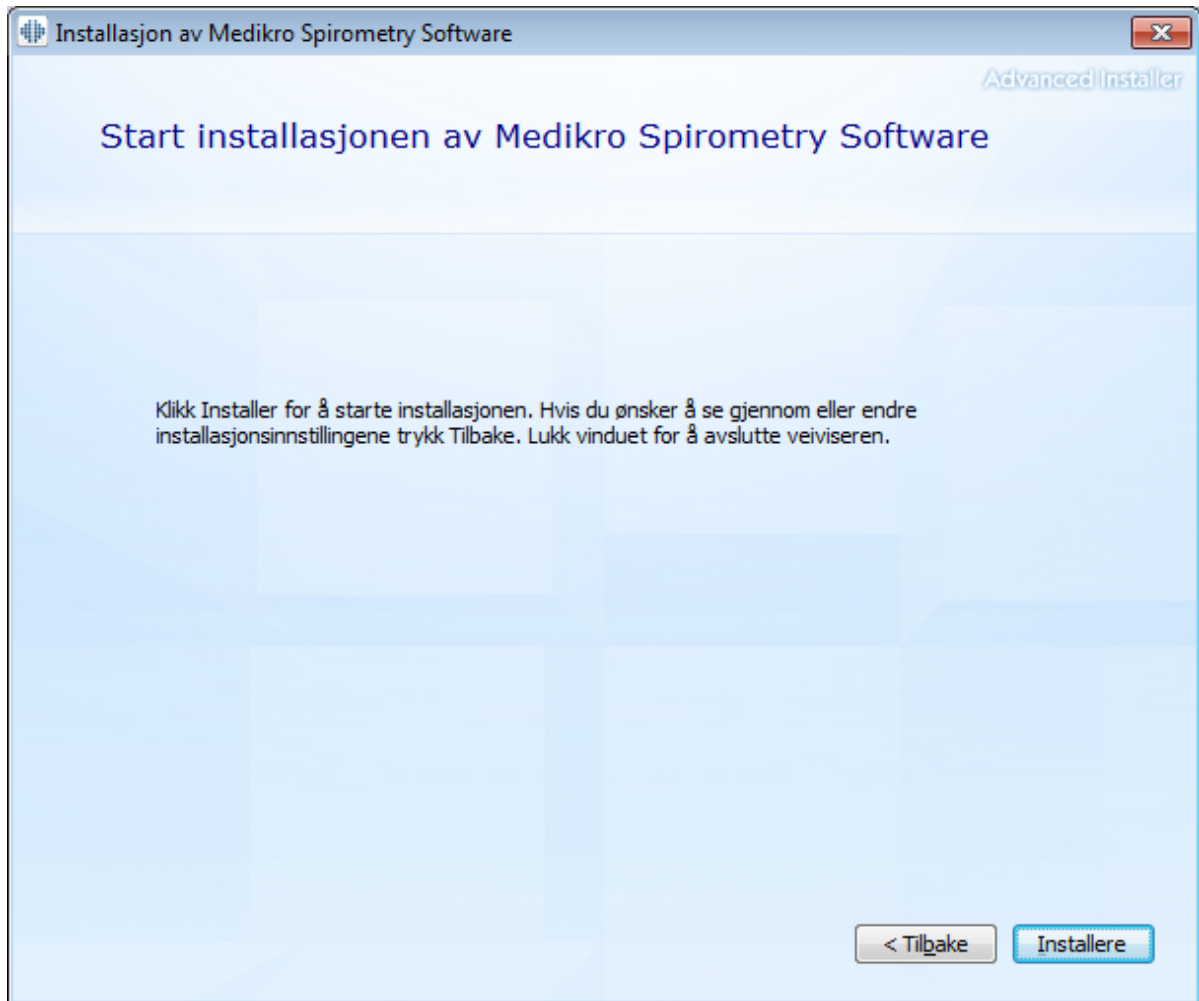 Installasjon av Medikro Spirometry Software
Advanced Installer
Start installasjonen av Medikro Spirometry Software
Klikk Installer for å starte installasjonen. Hvis du ønsker å se gjennom eller endre
installasjonsinnstillingene trykk Tilbake. Lukk vinduet for å avslutte veiviseren.
< Tilbake
Installere